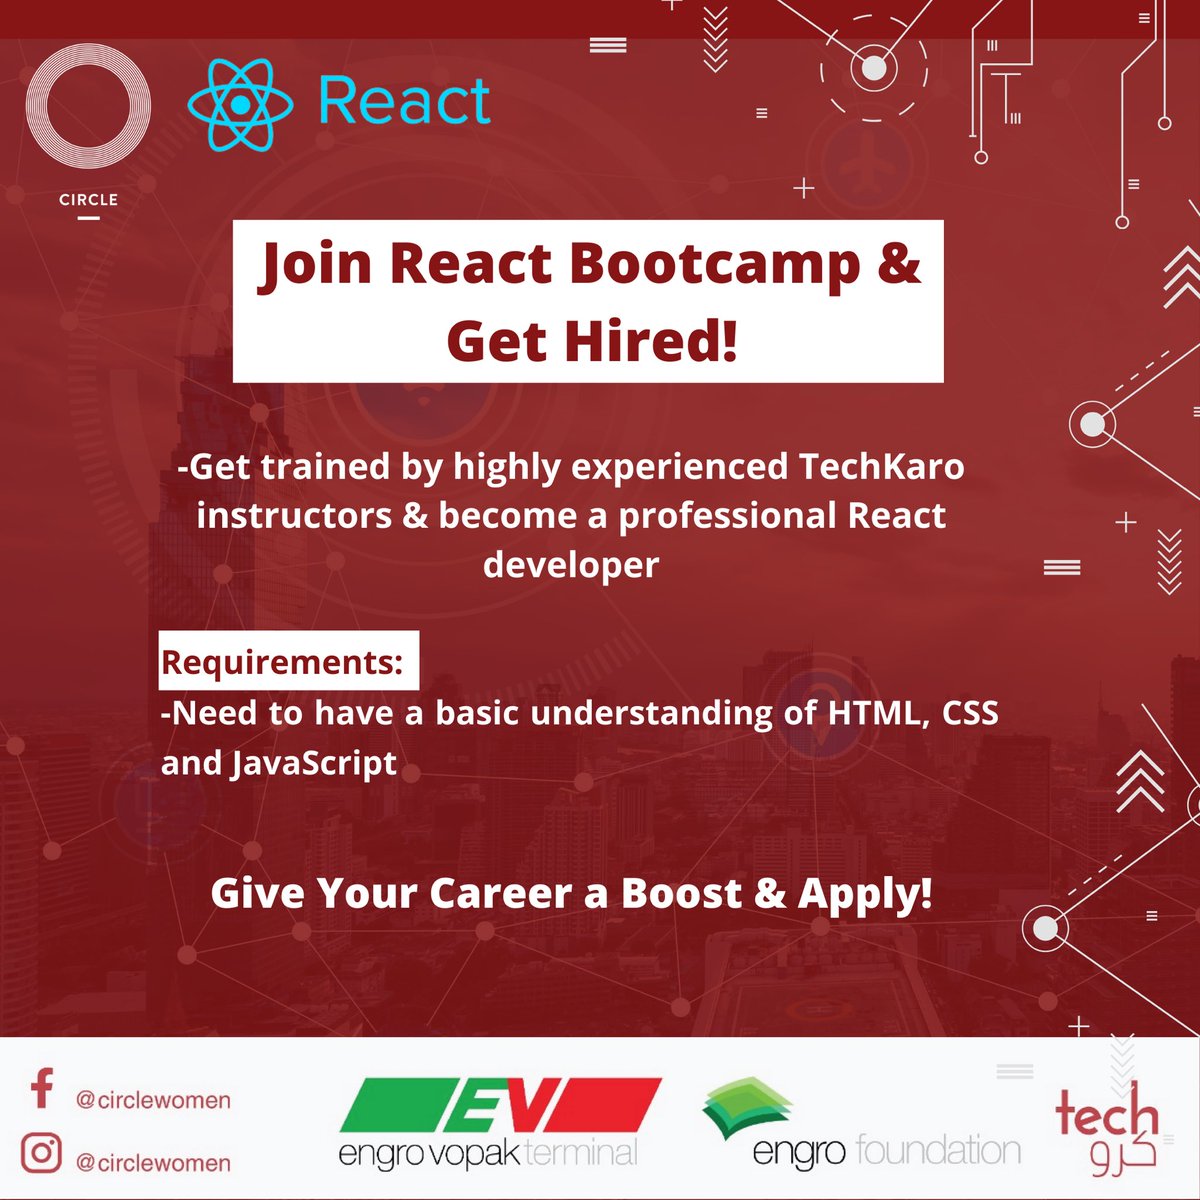 React
CIRCLE
Join React Bootcamp &
Get Hired!
-Get trained by highly experienced TechKaro
instructors & become a professional React
developer
Requirements:
-Need to have a basic understanding of HTML, CSS
and JavaScript
Give Your Career a Boost & Apply!
@circlewomen
@circlewomen
EV
engro vopak terminal
engro foundation
tech
كرو